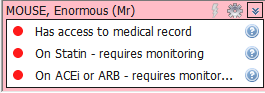 MOUSE, Enormous (Mr)
Has access to medical record
On Statin - requires monitoring
On ACEi or ARB - requires monitor...